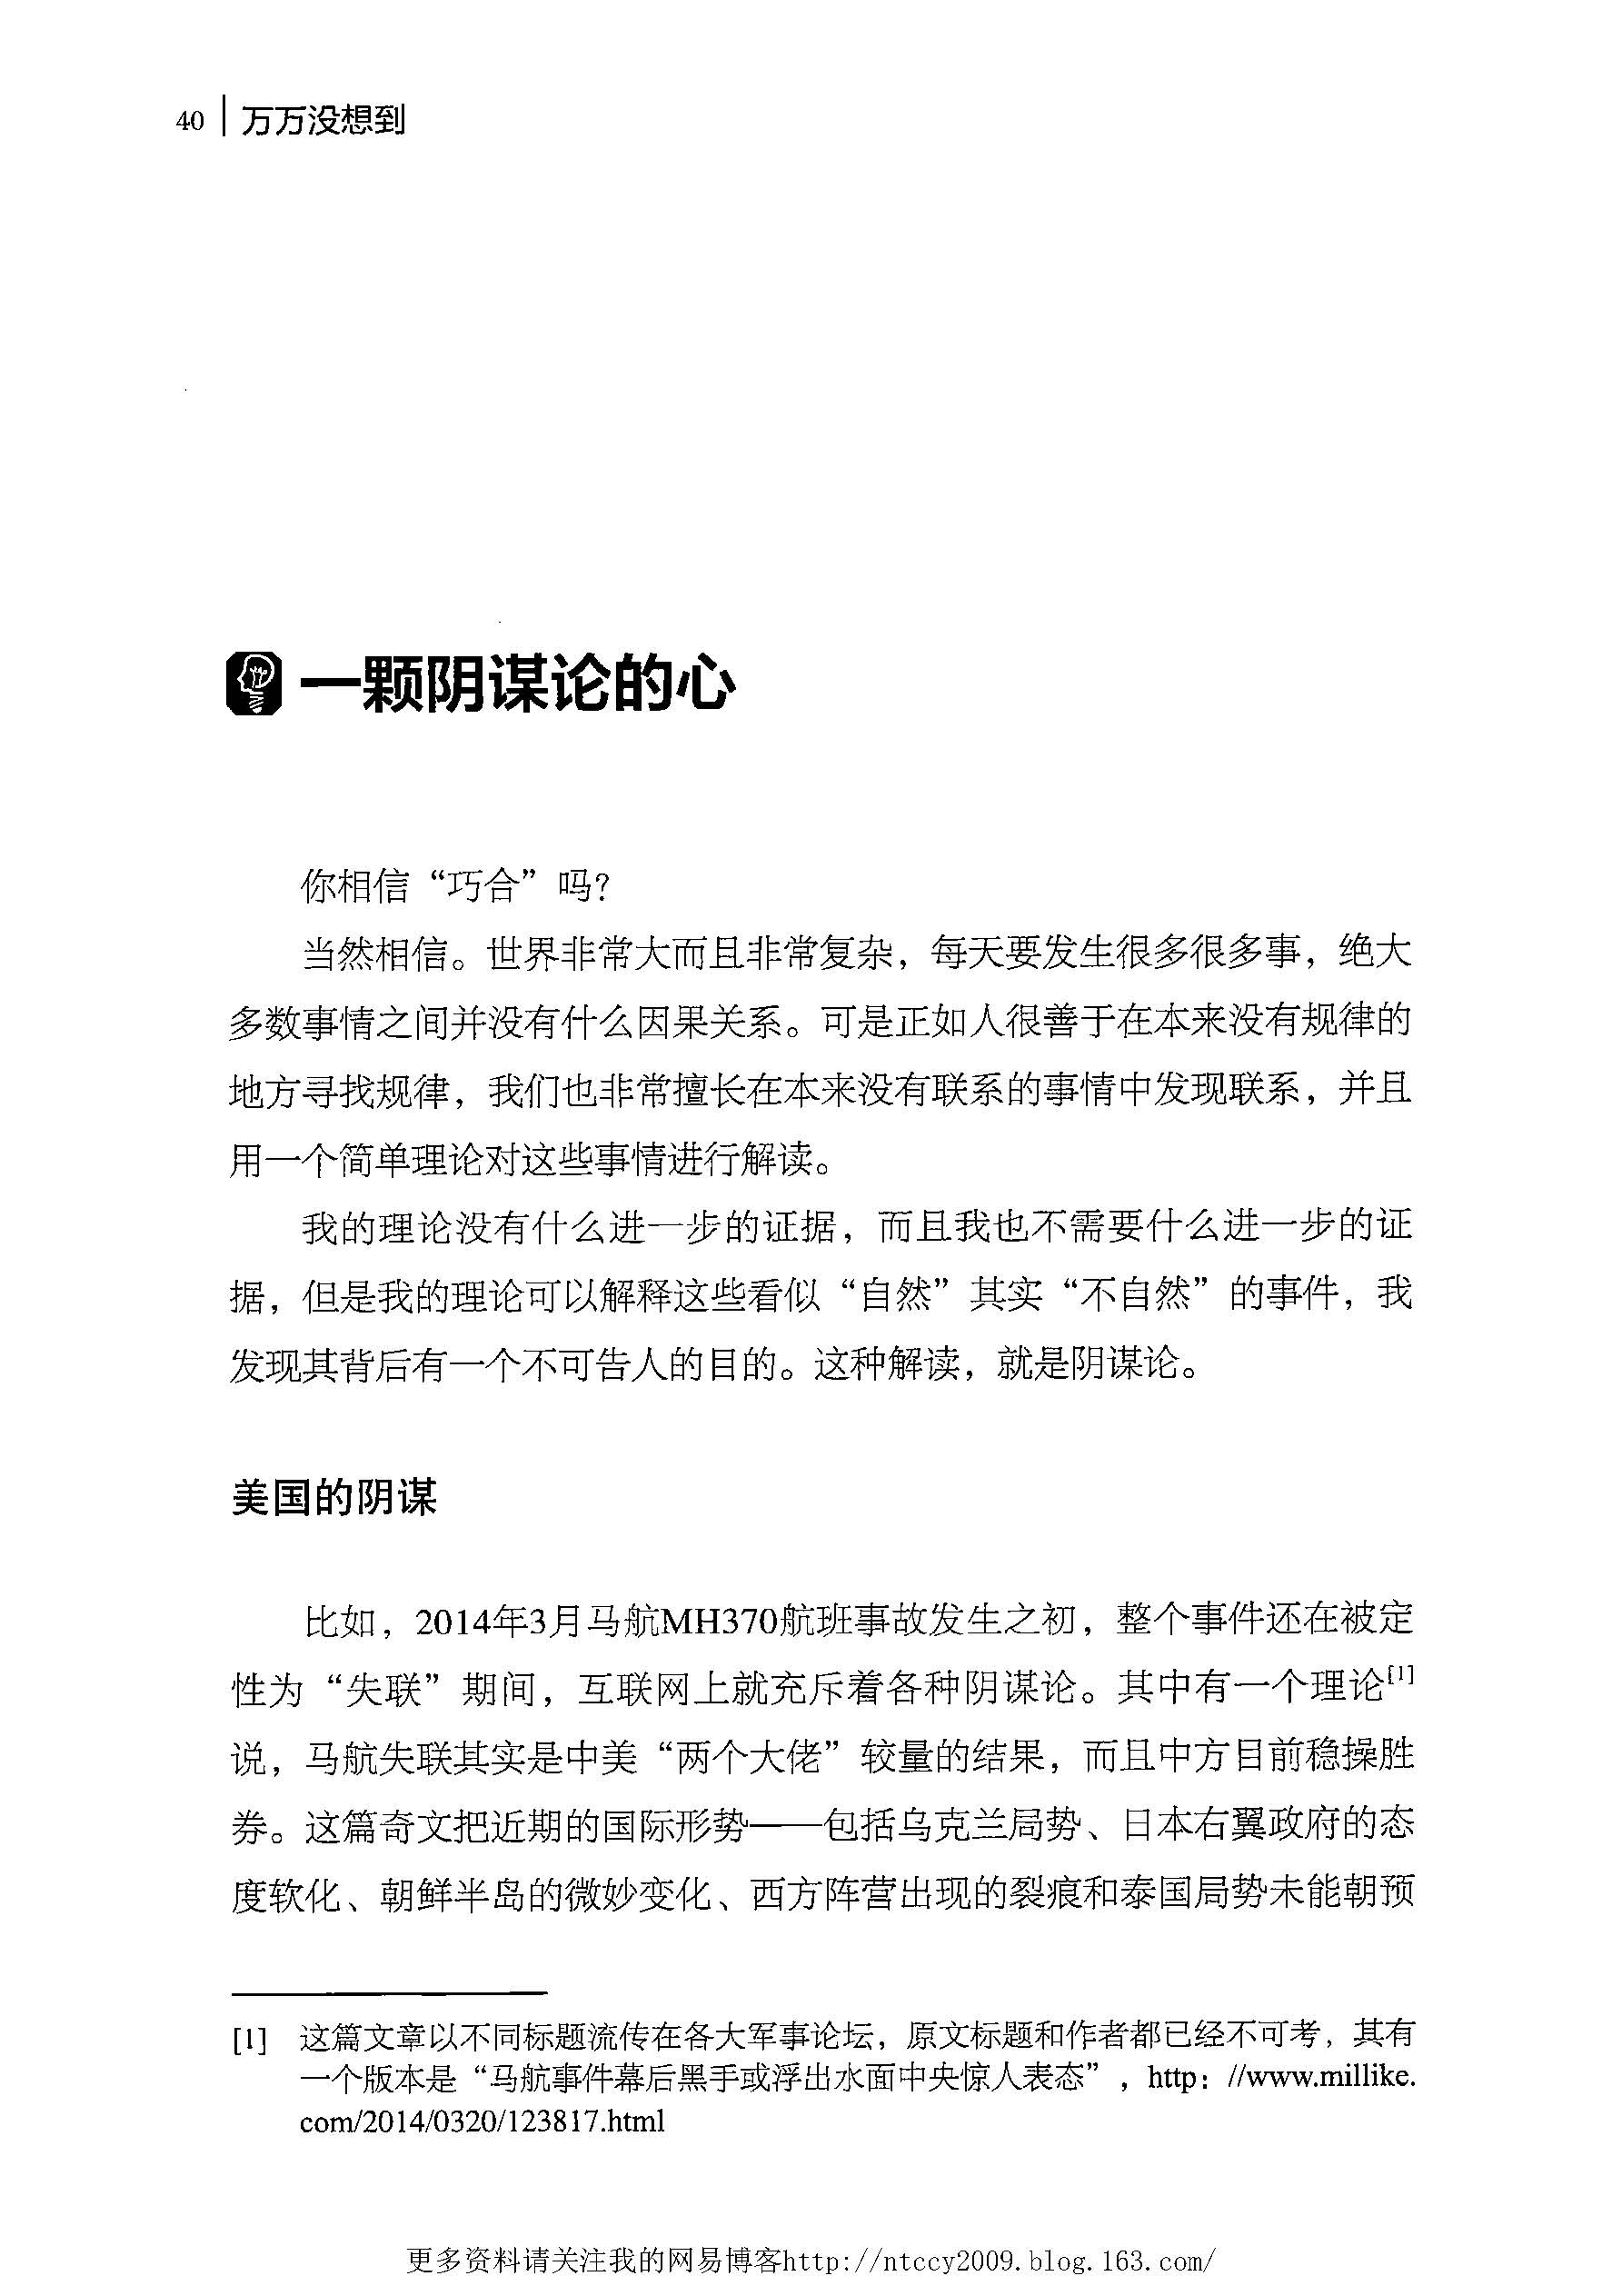 40 万万没想到
一颗阴谋论的心
你相信“巧合”吗？
当然相信。世界非常大而且非常复杂，每天要发生很多很多事，绝大
多数事情之间并没有什么因果关系。可是正如人很善于在本来没有规律的
地方寻找规律，我们也非常擅长在本来没有联系的事情中发现联系，并且
用一个简单理论对这些事情进行解读。
我的理论没有什么进一步的证据，而且我也不需要什么进一步的证
据，但是我的理论可以解释这些看似“自然”其实“不自然”的事件，我
发现其背后有一个不可告人的目的。这种解读，就是阴谋论。
美国的阴谋
比如，2014年3月马航MH370航班事故发生之初，整个事件还在被定
性为“失联”期间，互联网上就充斥着各种阴谋论。其中有一个理论[1]
说，马航失联其实是中美“两个大佬”较量的结果，而且中方目前稳操胜
券。这篇奇文把近期的国际形势——包括乌克兰局势、日本右翼政府的态
度软化、朝鲜半岛的微妙变化、西方阵营出现的裂痕和泰国局势未能朝预
[1] 这篇文章以不同标题流传在各大军事论坛，原文标题和作者都已经不可考，其有
一个版本是“马航事件幕后黑手或浮出水面中央惊人表态”，http：//www.millike.
com/2014/0320/123817.html
更多资料请关注我的网易博客http://ntccy2009.blog.163.com/